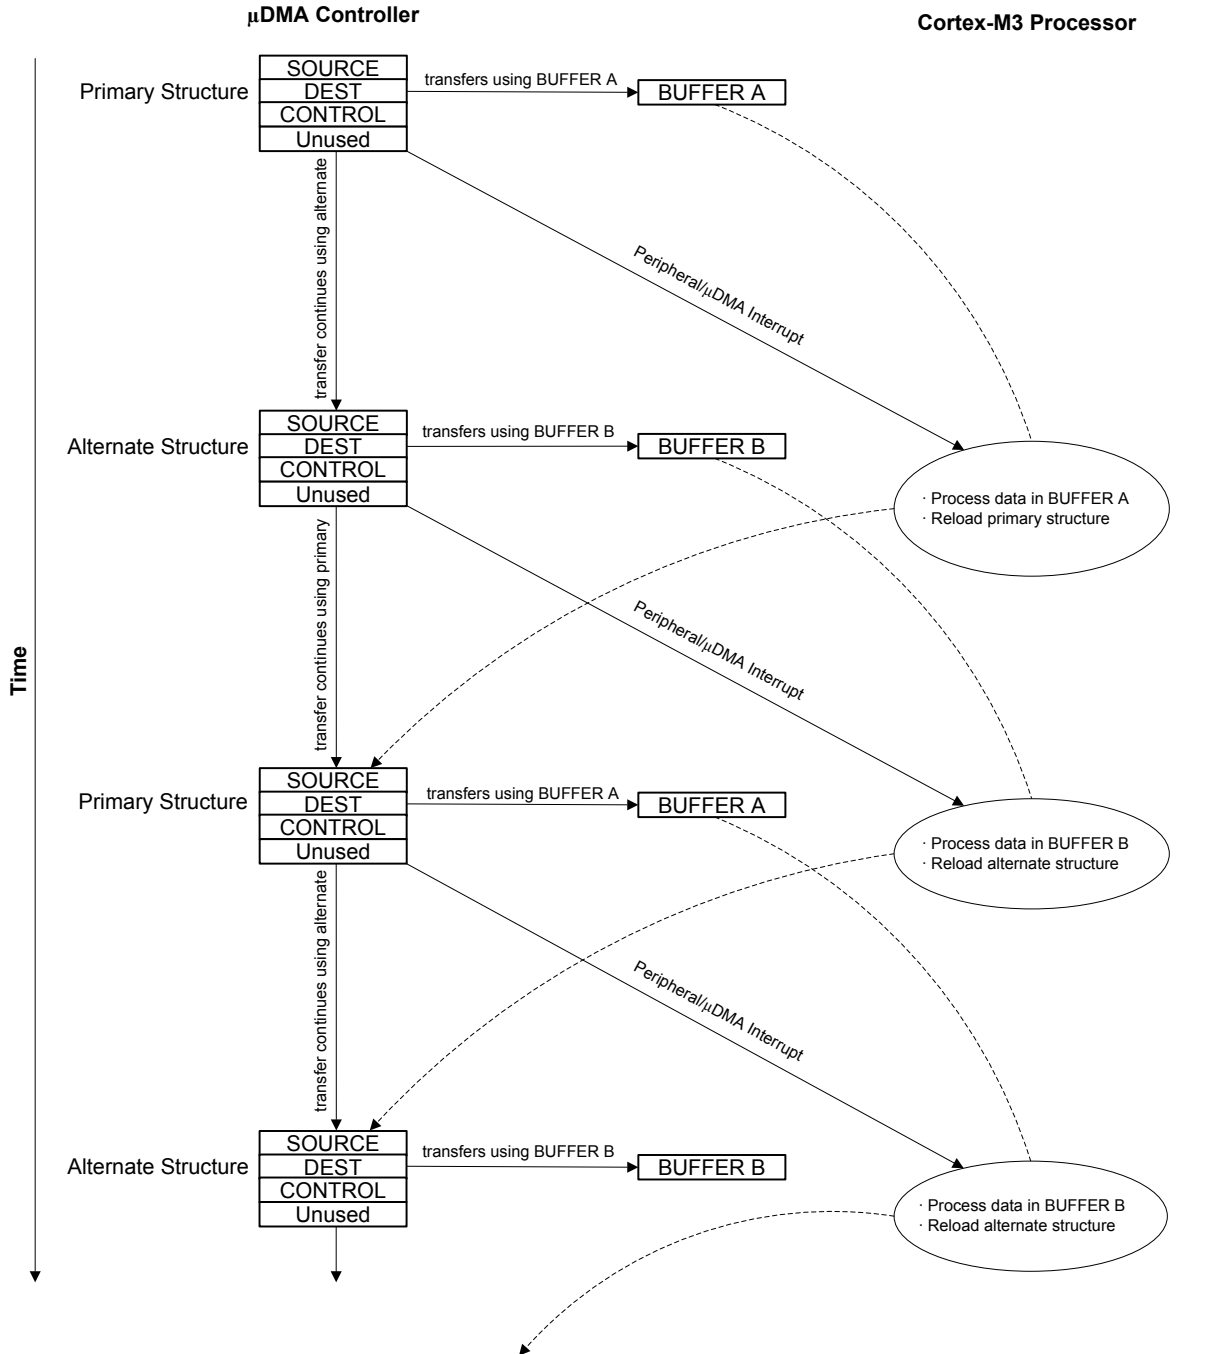 µDMA Controller
Cortex-M3 Processor
Primary Structure
SOURCE
DEST
CONTROL
Unused
transfers using BUFFER A
BUFFER A
transfer continues using alternate
Peripheral/µDMA Interrupt
Alternate Structure
SOURCE
DEST
CONTROL
Unused
transfers using BUFFER B
BUFFER B
· Process data in BUFFER A
· Reload primary structure
transfer continues using primary
Peripheral/µDMA Interrupt
Time
Primary Structure
SOURCE
DEST
CONTROL
Unused
transfers using BUFFER A
BUFFER A
· Process data in BUFFER B
· Reload alternate structure
transfer continues using alternate
Peripheral/µDMA Interrupt
Alternate Structure
SOURCE
DEST
CONTROL
Unused
transfers using BUFFER B
BUFFER B
· Process data in BUFFER B
· Reload alternate structure